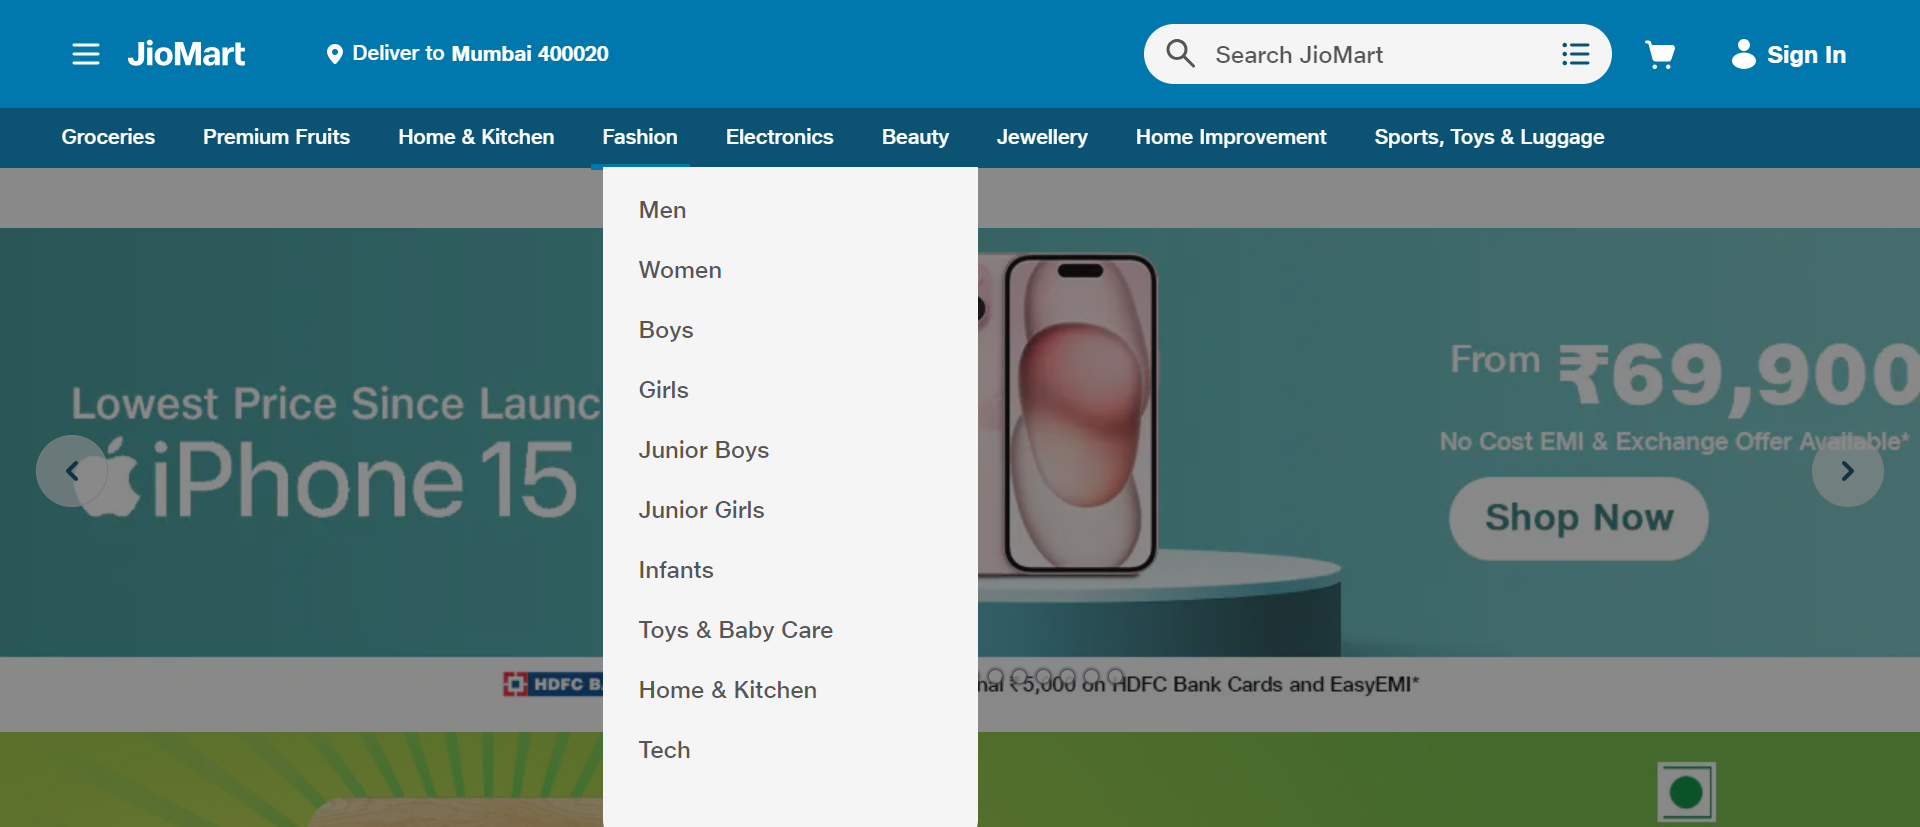 JioMart
Deliver to Mumbai 400020
Search JioMart
Sign In
Groceries
Premium Fruits
Home & Kitchen
Fashion
Electronics
Beauty
Jewellery
Home Improvement
Sports, Toys & Luggage
Men
Women
Boys
Girls
Junior Boys
Junior Girls
Infants
Toys & Baby Care
Home & Kitchen
Tech
Lowest Price Since Launc
iPhone 15
From ₹69,900
No Cost EMI & Exchange Offer Available*
Shop Now
HDFC B
nal ₹5,000 on HDFC Bank Cards and EasyEMI*